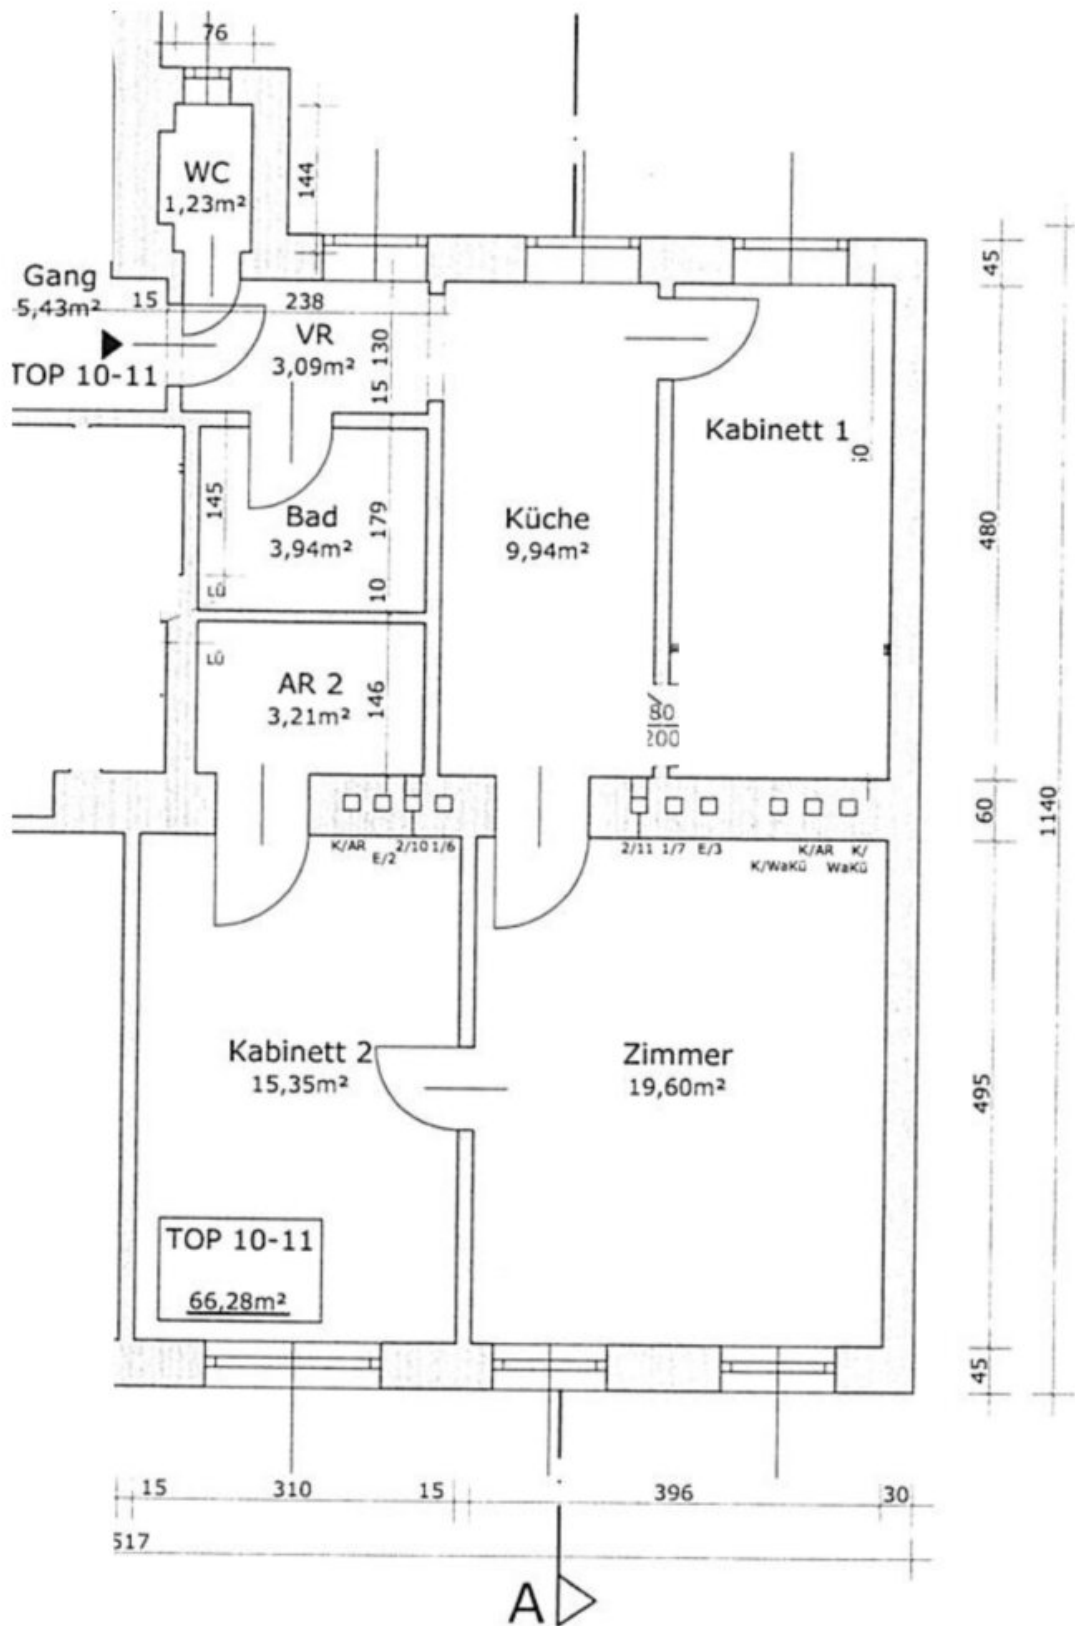 76
WC
1,23m²
144
Gang
5,43m²
15
238
VR
3,09m²
130
15
45
TOP 10-11
Kabinett 1
50
145
Bad
3,94m²
179
10
Küche
9,94m²
480
LÜ
LÜ
AR 2
3,21m²
146
80
200
60
1140
K/AR
E/2
2/10
1/6
2/11
1/7
E/3
K/WaKü
K/AR
K/
WaKü
Kabinett 2
15,35m²
Zimmer
19,60m²
495
TOP 10-11
66,28m²
45
15
310
15
396
30
517
A